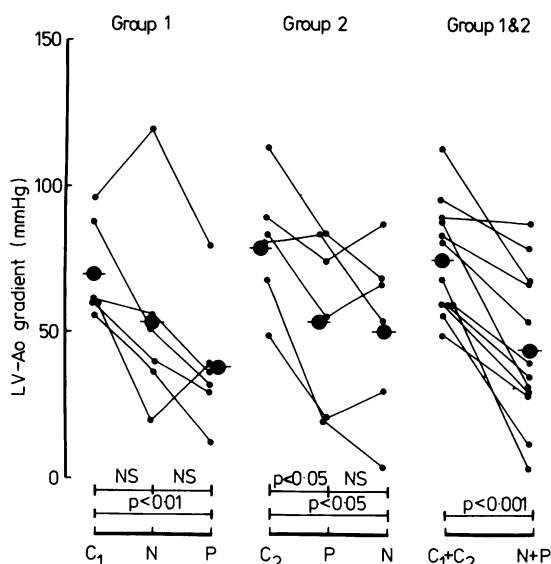 Group 1
Group 2
Group 1&2
LV-Ao gradient (mmHg)
150
100
50
0
NS
NS
p<0·01
p<0·05
NS
p<0·05
p<0·001
C₁
N
P
C₂
P
N
C₁+C₂
N+P